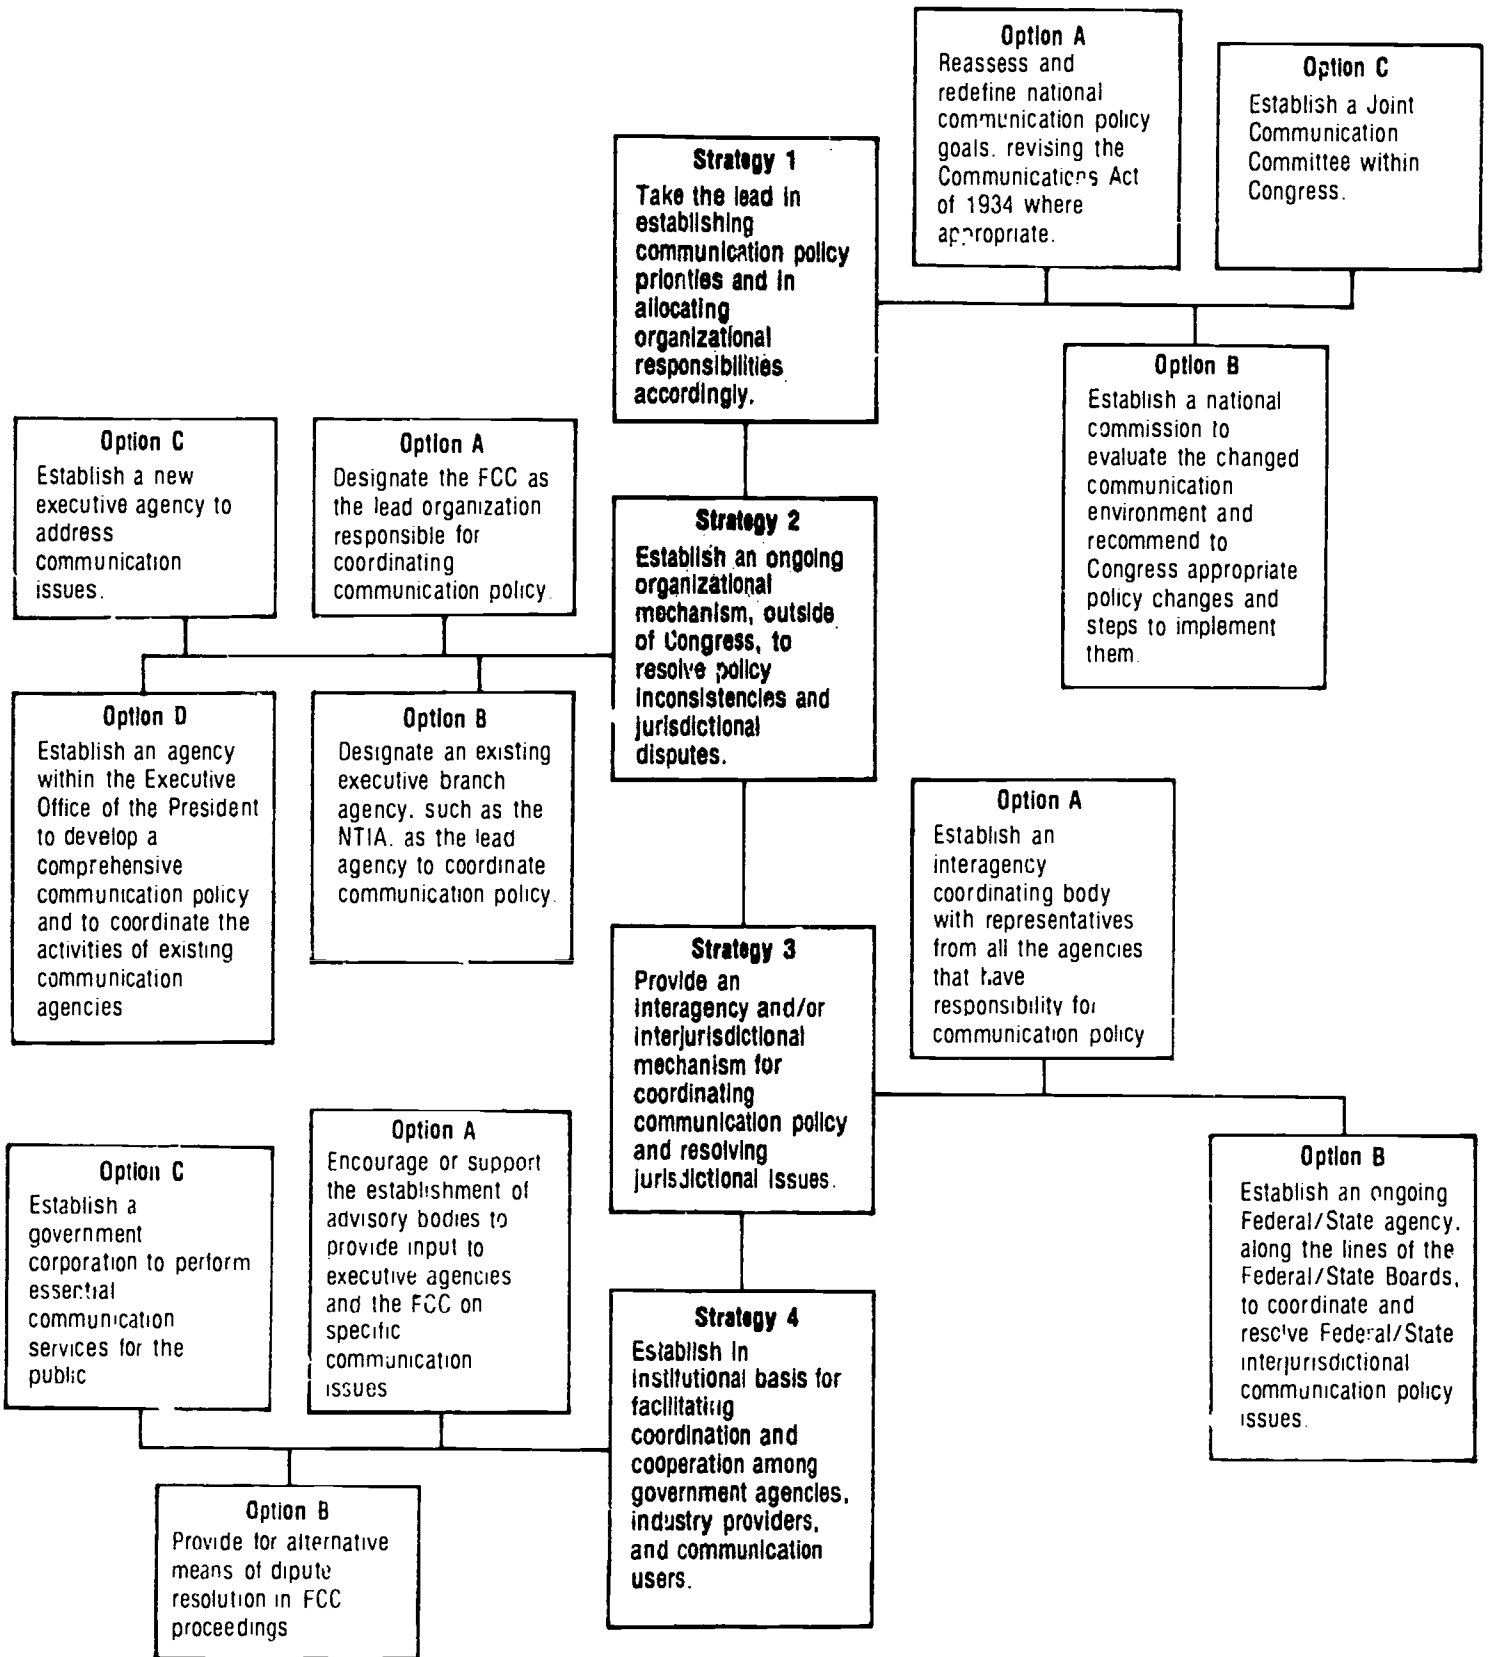 Strategy 1
Take the lead in
establishing
communication policy
priorities and in
allocating
organizational
responsibilities
accordingly.
Option A
Reassess and
redefine national
communication policy
goals. revising the
Communications Act
of 1934 where
appropriate.
Option C
Establish a Joint
Communication
Committee within
Congress.
Option B
Establish a national
commission to
evaluate the changed
communication
environment and
recommend to
Congress appropriate
policy changes and
steps to implement
them.
Option C
Establish a new
executive agency to
address
communication
issues.
Option A
Designate the FCC as
the lead organization
responsible for
coordinating
communication policy.
Strategy 2
Establish an ongoing
organizational
mechanism, outside
of Congress, to
resolve policy
inconsistencies and
jurisdictional
disputes.
Option D
Establish an agency
within the Executive
Office of the President
to develop a
comprehensive
communication policy
and to coordinate the
activities of existing
communication
agencies
Option B
Designate an existing
executive branch
agency. such as the
NTIA. as the lead
agency to coordinate
communication policy.
Strategy 3
Provide an
interagency and/or
interjurisdictional
mechanism for
coordinating
communication policy
and resolving
jurisdictional issues.
Option A
Establish an
interagency
coordinating body
with representatives
from all the agencies
that have
responsibility for
communication policy
Option B
Establish an ongoing
Federal/State agency.
along the lines of the
Federal/State Boards,
to coordinate and
resolve Federal/State
interjurisdictional
communication policy
issues.
Option C
Establish a
government
corporation to perform
essential
communication
services for the
public
Option A
Encourage or support
the establishment of
advisory bodies to
provide input to
executive agencies
and the FCC on
specific
communication
issues
Strategy 4
Establish in
institutional basis for
facilitating
coordination and
cooperation among
government agencies,
industry providers,
and communication
users.
Option B
Provide for alternative
means of dipute
resolution in FCC
proceedings